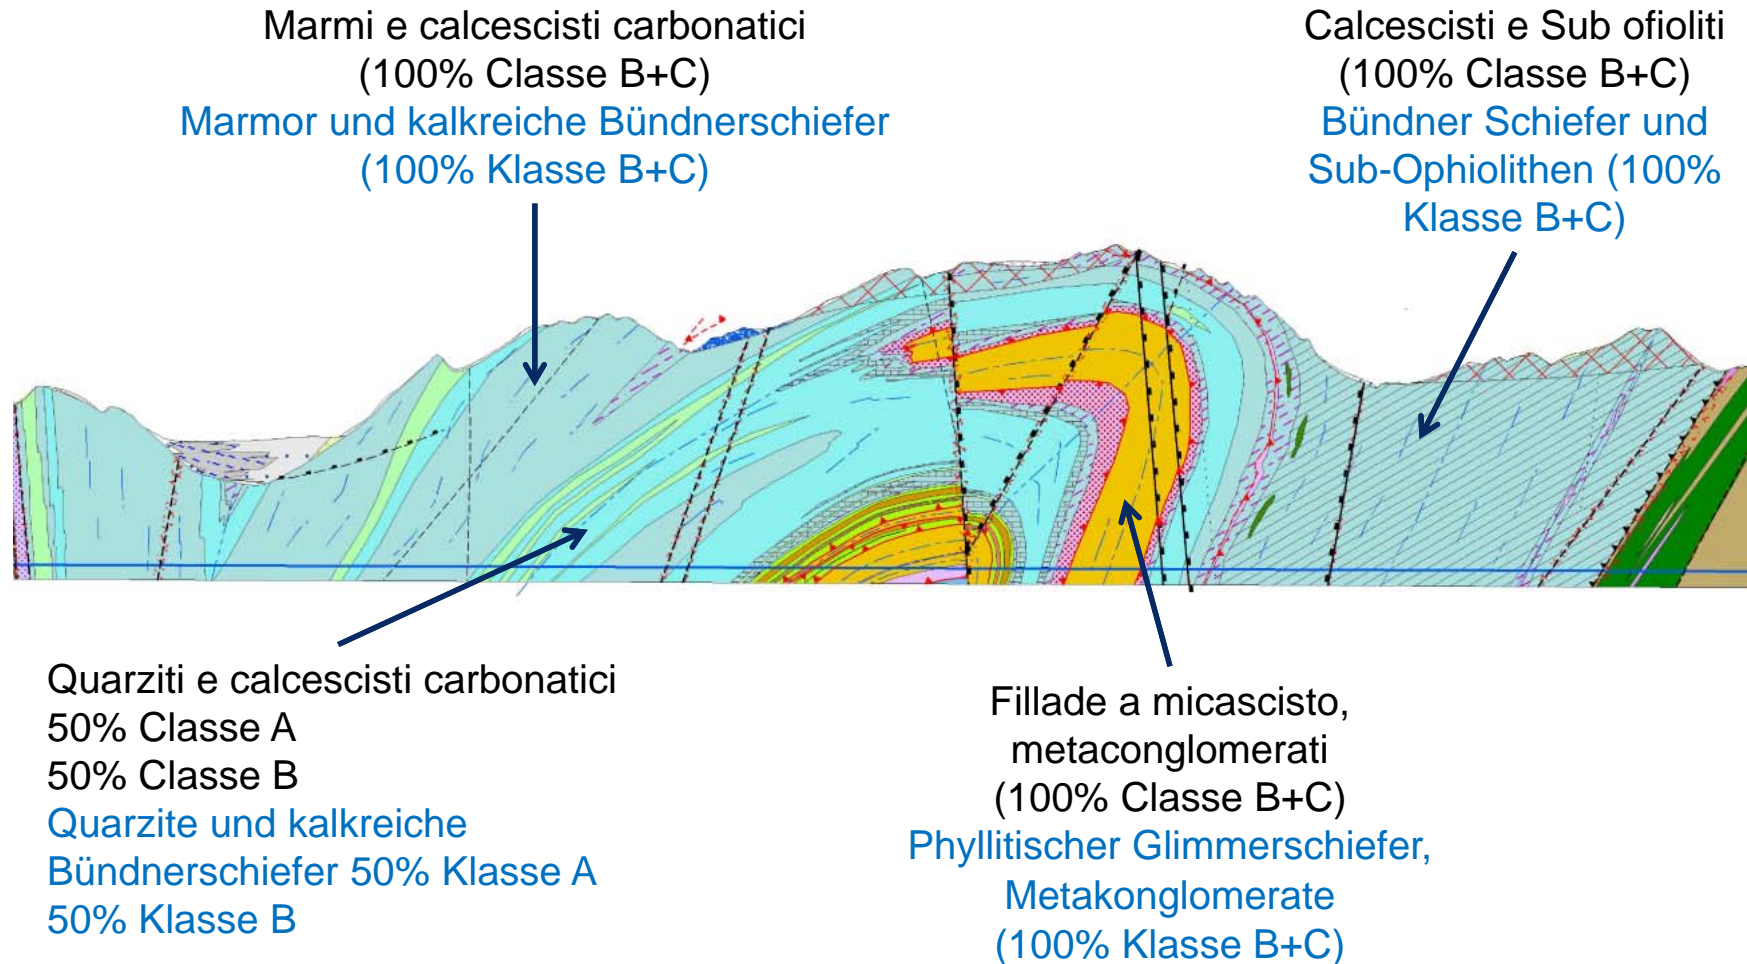 Marmi e calcescisti carbonatici
(100% Classe B+C)
Marmor und kalkreiche Bündnerschiefer
(100% Klasse B+C)
Calcescisti e Sub ofioliti
(100% Classe B+C)
Bündner Schiefer und
Sub-Ophiolithen (100%
Klasse B+C)
Quarziti e calcescisti carbonatici
50% Classe A
50% Classe B
Quarzite und kalkreiche
Bündnerschiefer 50% Klasse A
50% Klasse B
Fillade a micascisto,
metaconglomerati
(100% Classe B+C)
Phyllitischer Glimmerschiefer,
Metakonglomerate
(100% Klasse B+C)